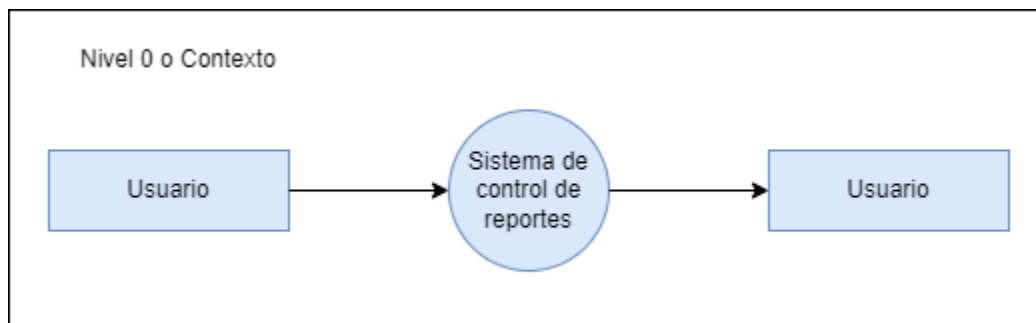 Nivel 0 o Contexto
Usuario
Sistema de
control de
reportes
Usuario